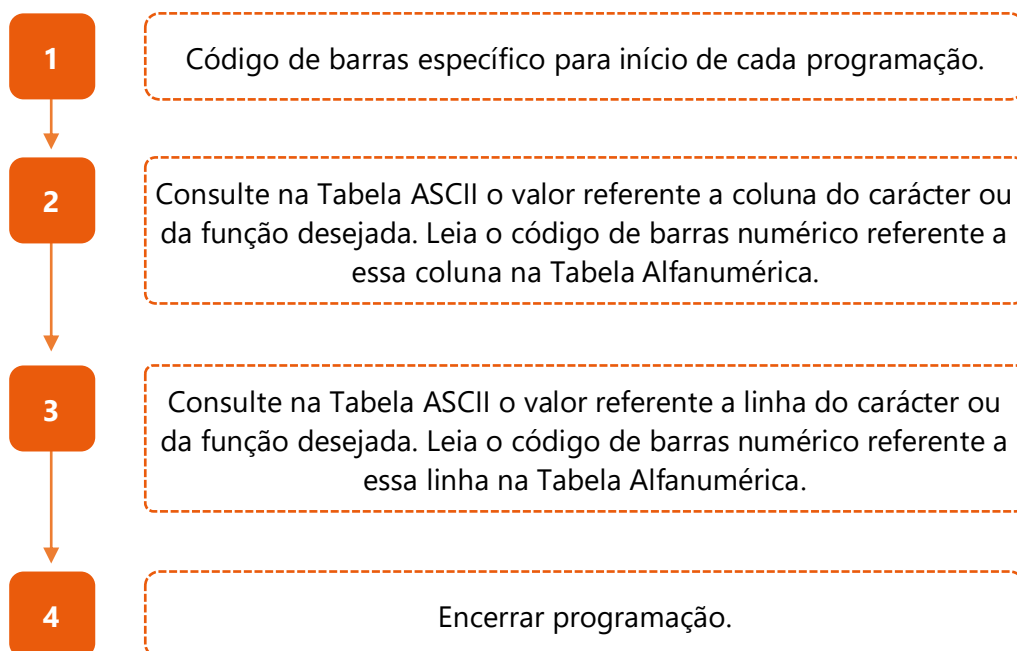 1
Código de barras específico para início de cada programação.
2
Consulte na Tabela ASCII o valor referente a coluna do carácter ou
da função desejada. Leia o código de barras numérico referente a
essa coluna na Tabela Alfanumérica.
3
Consulte na Tabela ASCII o valor referente a linha do carácter ou
da função desejada. Leia o código de barras numérico referente a
essa linha na Tabela Alfanumérica.
4
Encerrar programação.